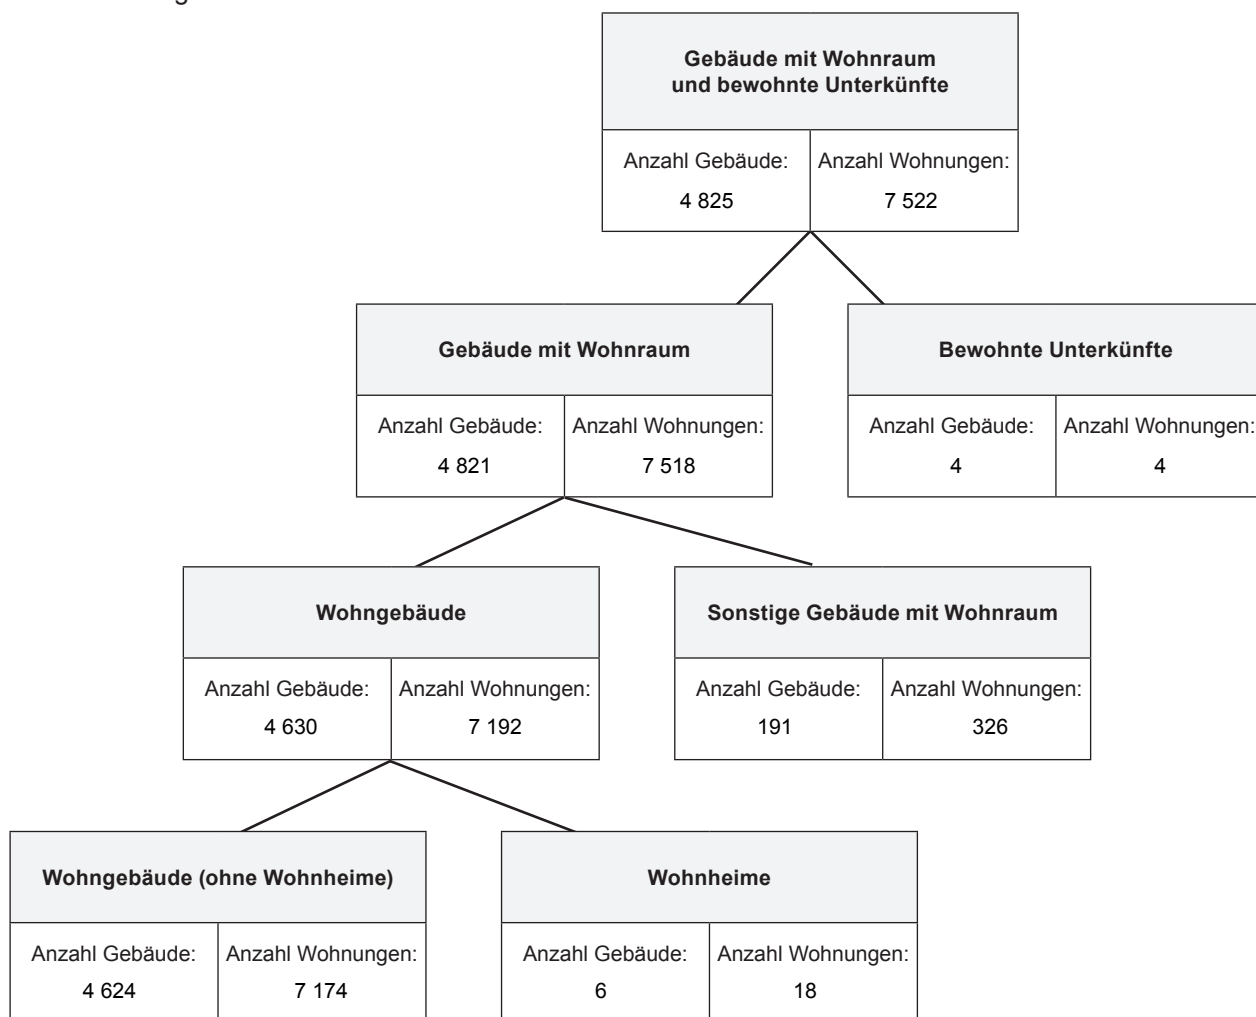 Gebäude mit Wohnraum
und bewohnte Unterkünfte
Anzahl Gebäude: Anzahl Wohnungen:
4 825 7 522
Gebäude mit Wohnraum Bewohnte Unterkünfte
Anzahl Gebäude: Anzahl Wohnungen: Anzahl Gebäude: Anzahl Wohnungen:
4 821 7 518 4 4
Wohngebäude Sonstige Gebäude mit Wohnraum
Anzahl Gebäude: Anzahl Wohnungen: Anzahl Gebäude: Anzahl Wohnungen:
4 630 7 192 191 326
Wohngebäude (ohne Wohnheime) Wohnheime
Anzahl Gebäude: Anzahl Wohnungen: Anzahl Gebäude: Anzahl Wohnungen:
4 624 7 174 6 18